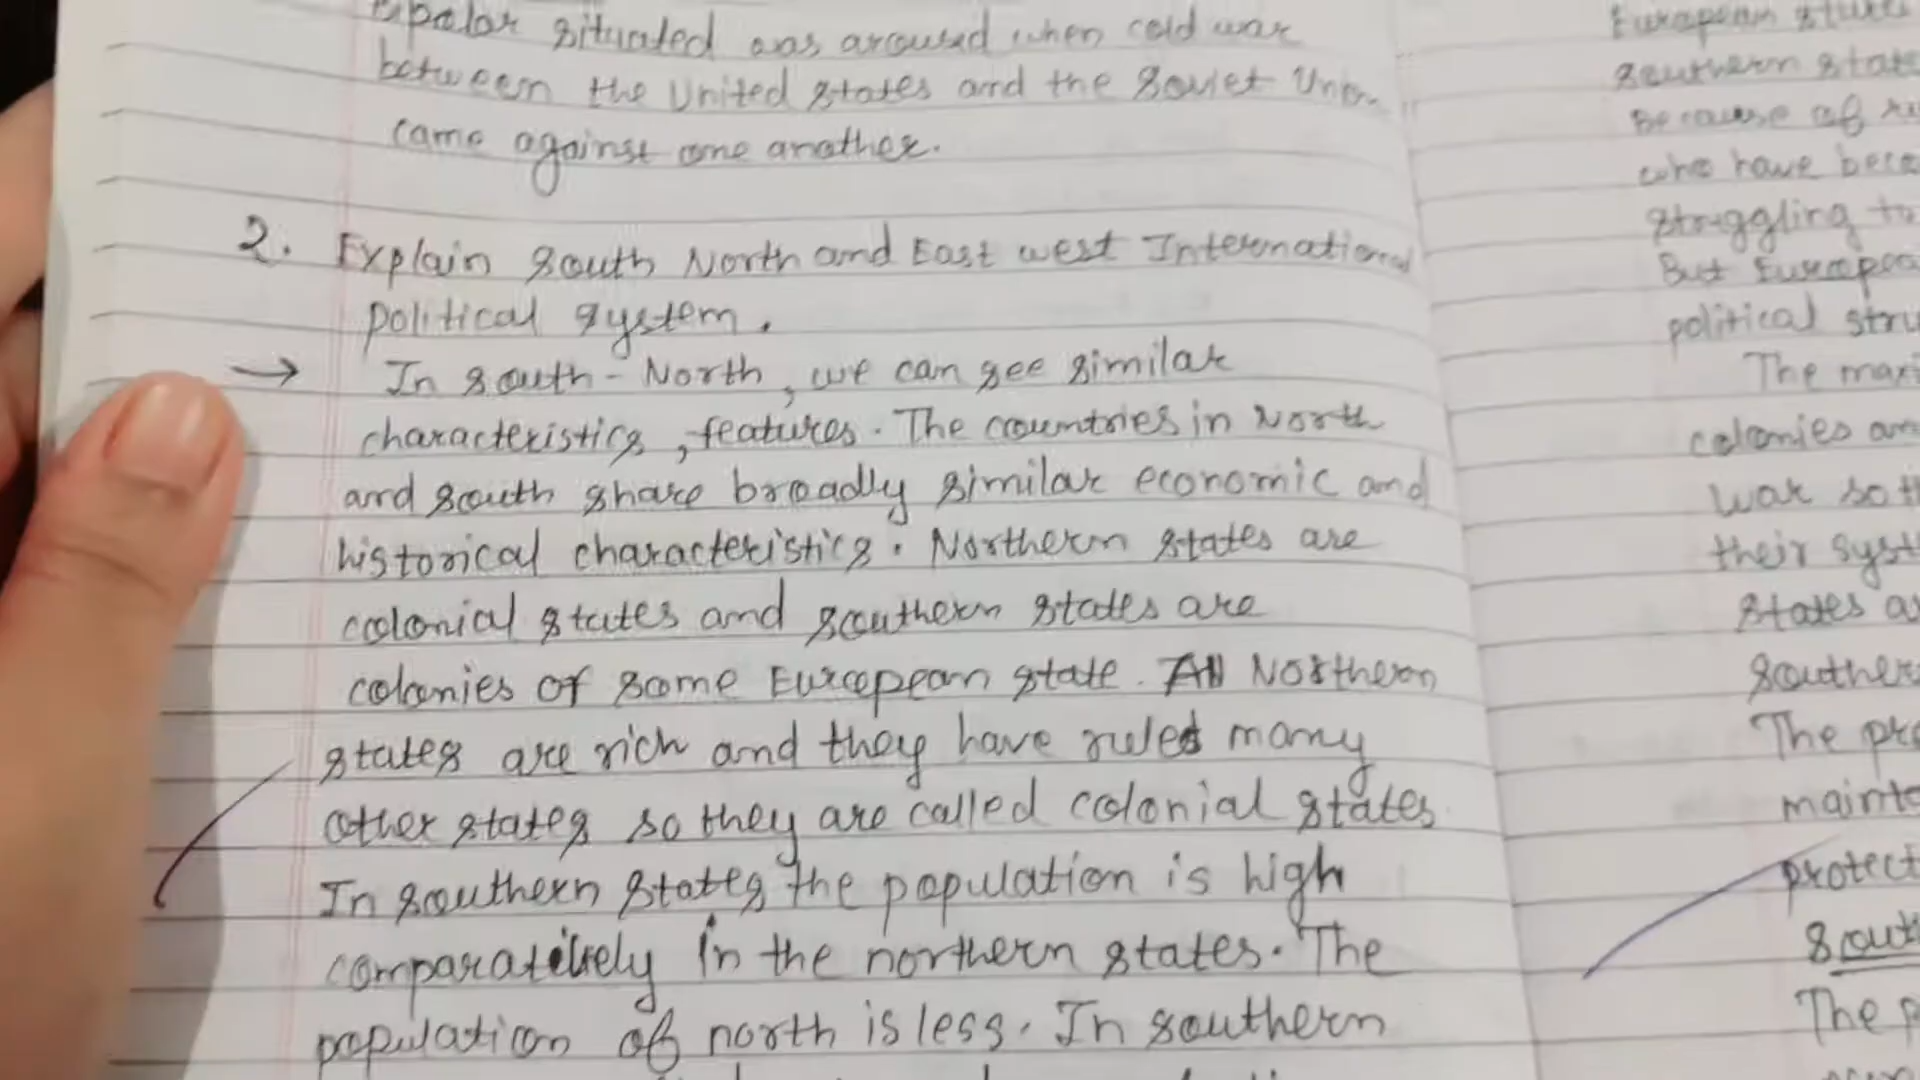 situated was aroused when cold war
between the United states and the Soviet Union
came against one another.
2. Explain South North and East west International
political system.
→ In south - North, we can see similar
characteristics, features. The countries in North
and south share broadly similar economic and
historical characteristics. Northern states are
colonial states and southern states are
colonies of some European state. All Northern
states are rich and they have ruled many
other states so they are called colonial states
In southern states the population is high
comparatively in the northern states. The
population of north is less. In southern
European
southern
Because of
who have
struggling to
But
political
The
colonies
war so
their
states
The
protect
The